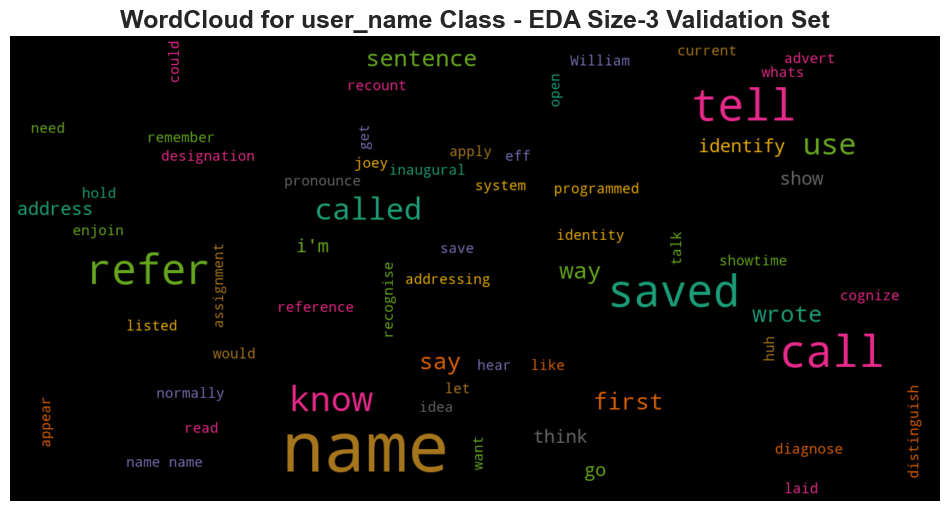 WordCloud for user_name Class - EDA Size-3 Validation Set
could
sentence
William
current
advert
whats
recount
open
tell
need
remember
get
designation
joey
apply
eff
inaugural
identify
use
pronounce
system
programmed
show
hold
address
called
enjoin
i'm
save
identity
talk
showtime
refer
assignment
recognise
addressing
way
saved
cognize
reference
wrote
listed
would
say
hear
like
huh
call
normally
know
let
idea
first
appear
read
name
want
think
distinguish
name name
go
diagnose
laid